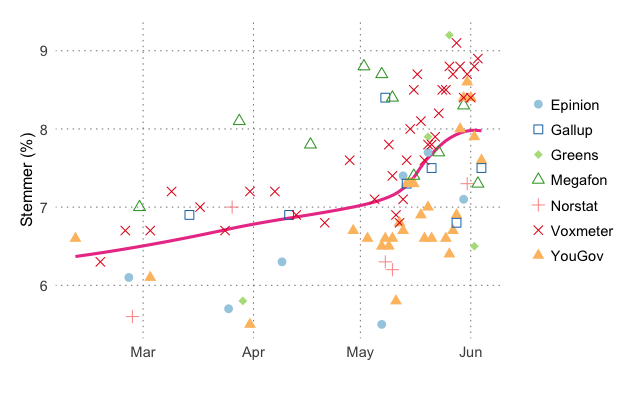 9
8
7
6
Stemmer (%)
Mar
Apr
May
Jun
Epinion
Gallup
Greens
Megafon
Norstat
Voxmeter
YouGov